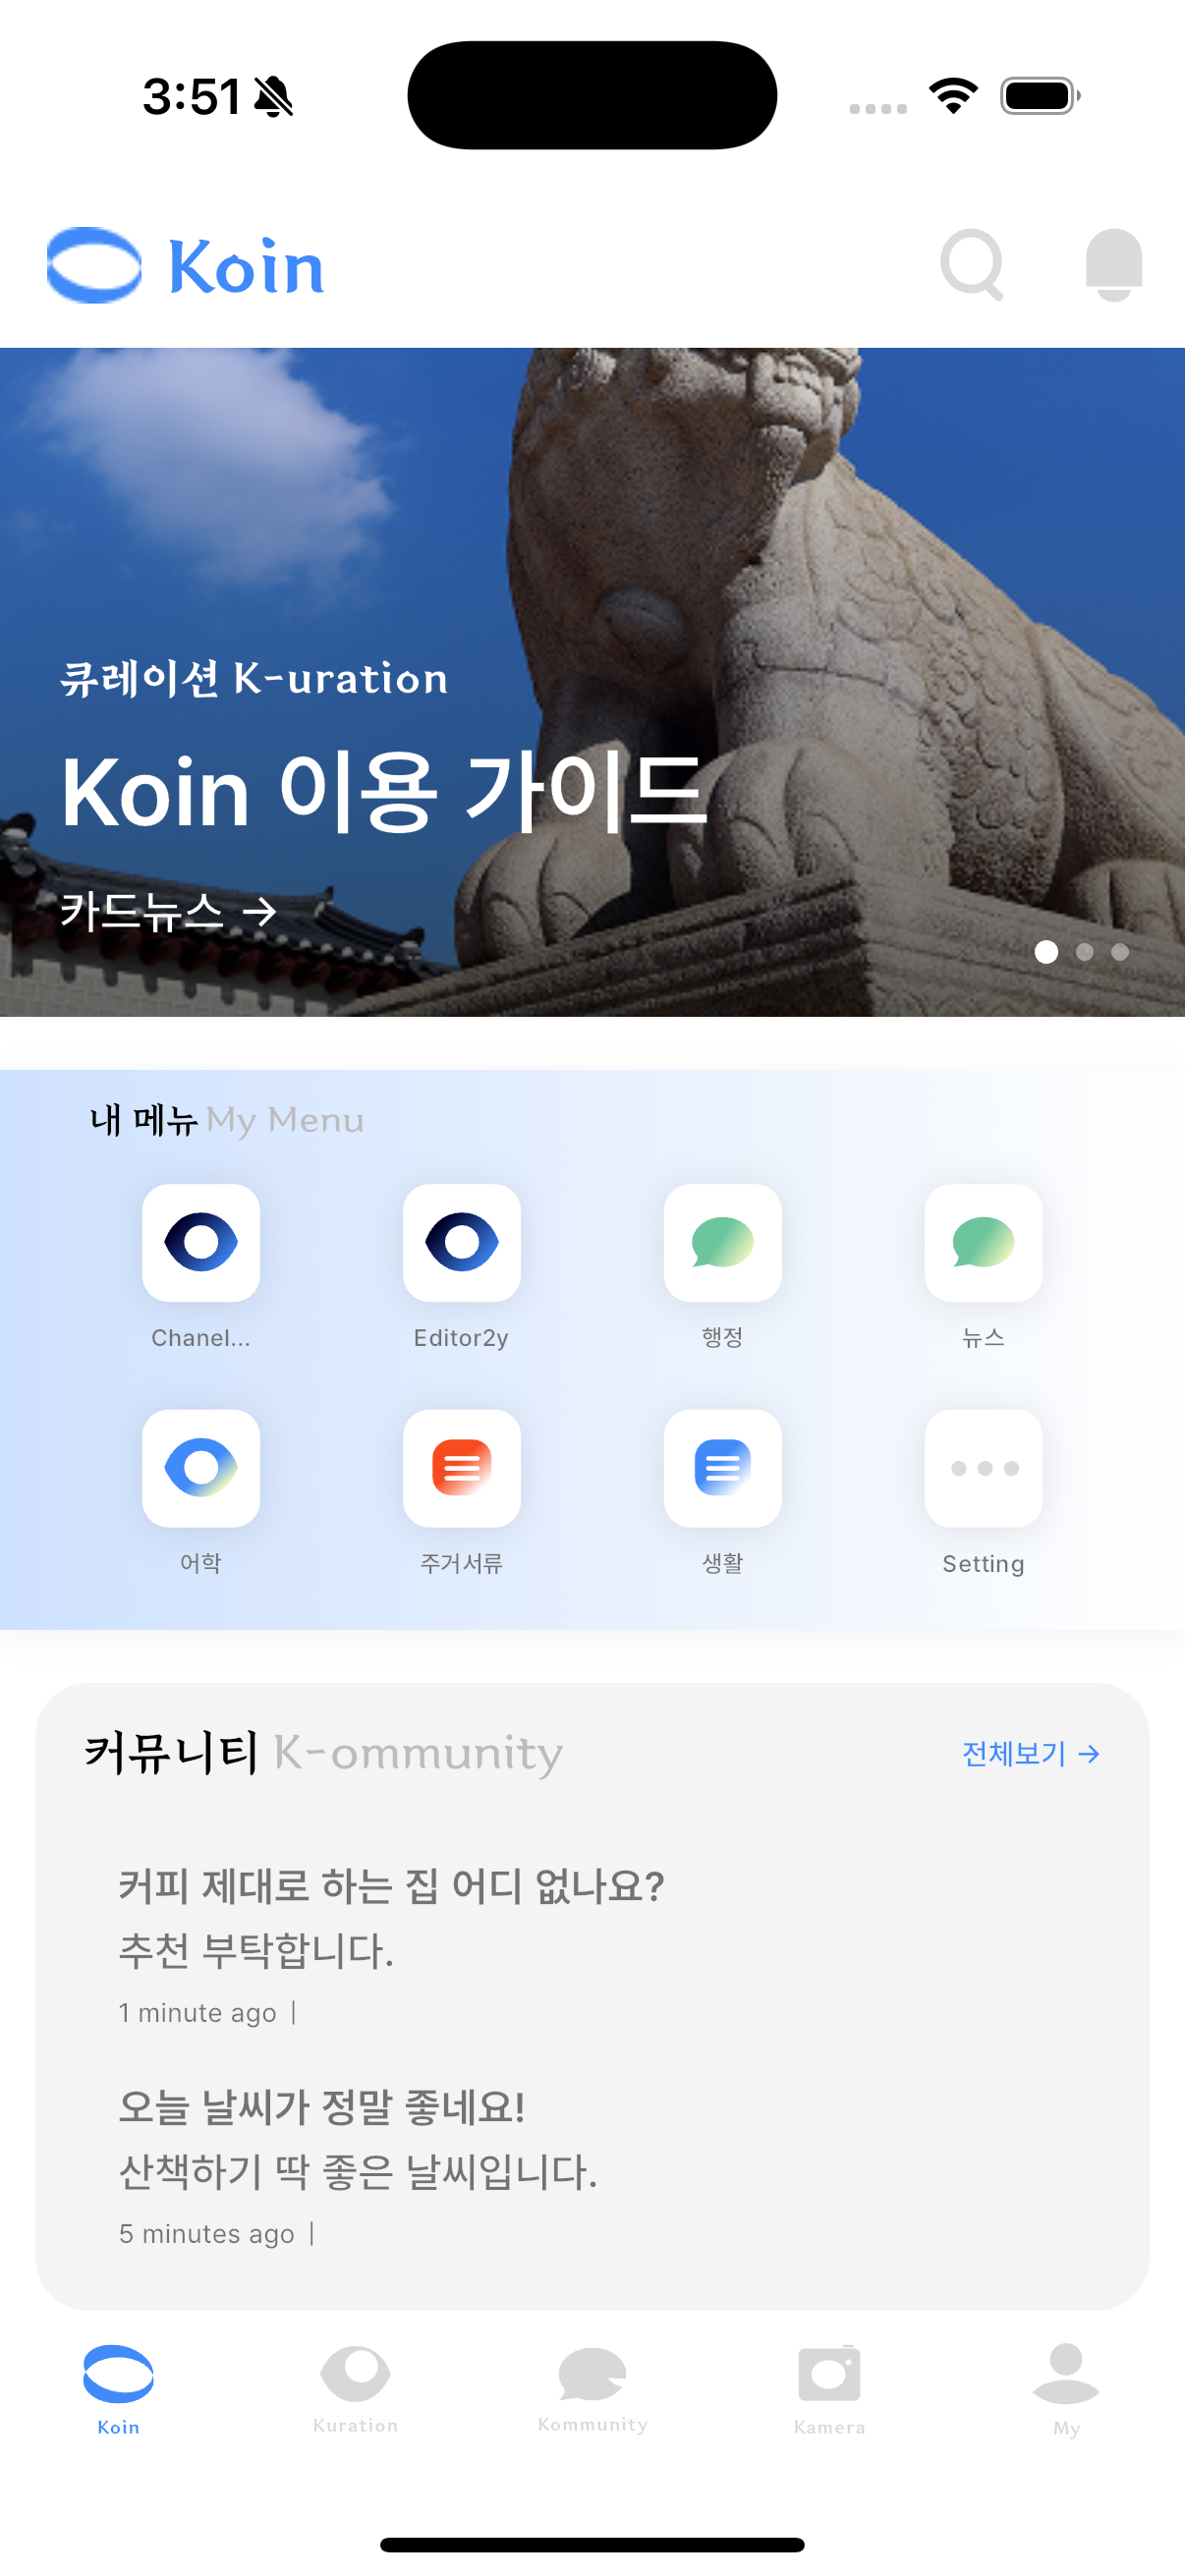 3:51
Koin
큐레이션 K-uration
Koin 이용 가이드
카드뉴스 →
내 메뉴 My Menu
Chanel... Editor2y 행정 뉴스
어학 주거서류 생활 Setting
커뮤니티 K-ommunity 전체보기 →
커피 제대로 하는 집 어디 없나요?
추천 부탁합니다.
1 minute ago |
오늘 날씨가 정말 좋네요!
산책하기 딱 좋은 날씨입니다.
5 minutes ago |
Koin Kuration Kommunity Kamera My